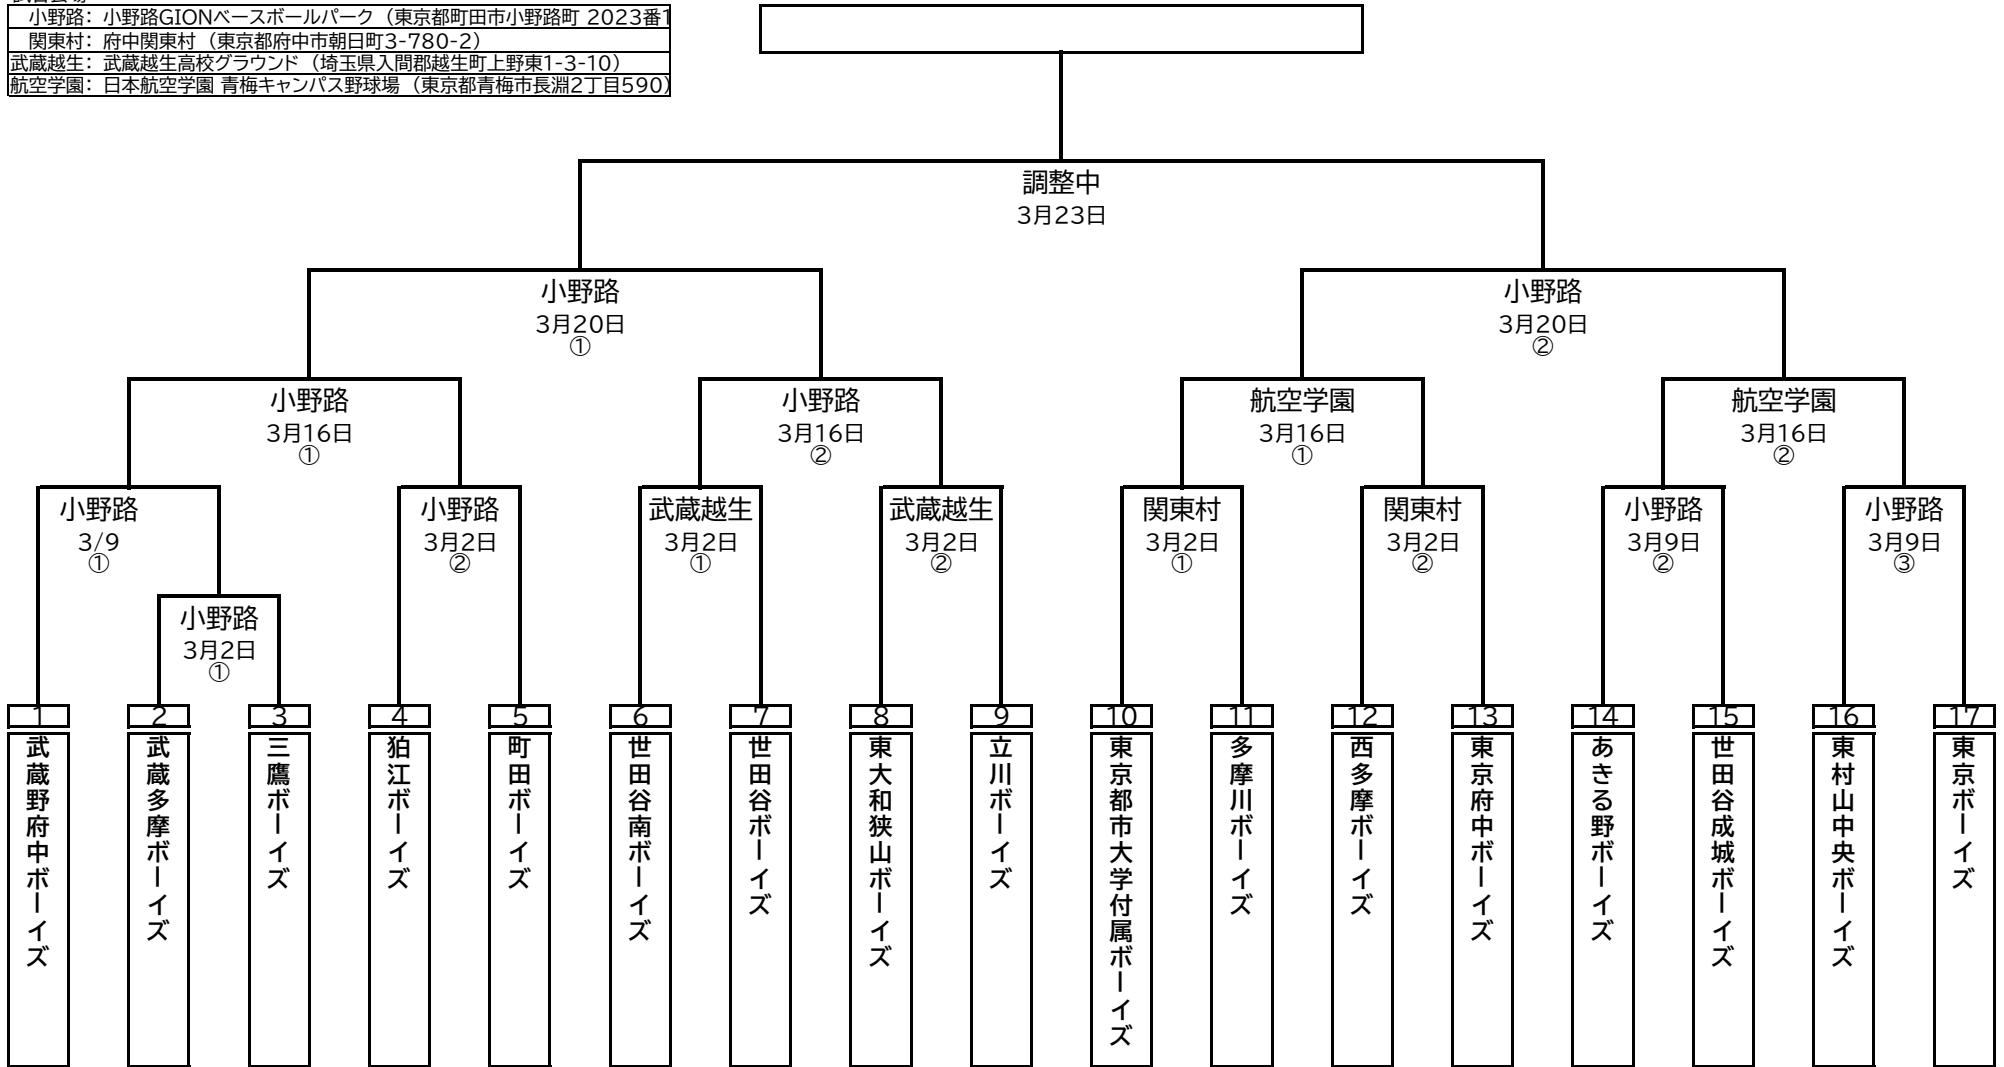 小野路: 小野路GIONベースボールパーク（東京都町田市小野路町 2023番1
関東村: 府中関東村（東京都府中市朝日町3-780-2）
武蔵越生: 武蔵越生高校グラウンド（埼玉県入間郡越生町上野東1-3-10）
航空学園: 日本航空学園 青梅キャンパス野球場（東京都青梅市長淵2丁目590）
調整中
3月23日
小野路
3月20日
①
小野路
3月20日
②
小野路
3月16日
①
小野路
3月16日
②
航空学園
3月16日
①
航空学園
3月16日
②
小野路
3/9
①
小野路
3月2日
②
武蔵越生
3月2日
①
武蔵越生
3月2日
②
関東村
3月2日
①
関東村
3月2日
②
小野路
3月9日
②
小野路
3月9日
③
小野路
3月2日
①
1
武蔵野府中ボーイズ
2
武蔵多摩ボーイズ
3
三鷹ボーイズ
4
狛江ボーイズ
5
町田ボーイズ
6
世田谷南ボーイズ
7
世田谷ボーイズ
8
東大和狭山ボーイズ
9
立川ボーイズ
10
東京都市大学付属ボーイズ
11
多摩川ボーイズ
12
西多摩ボーイズ
13
東京府中ボーイズ
14
あきる野ボーイズ
15
世田谷成城ボーイズ
16
東村山中央ボーイズ
17
東京ボーイズ